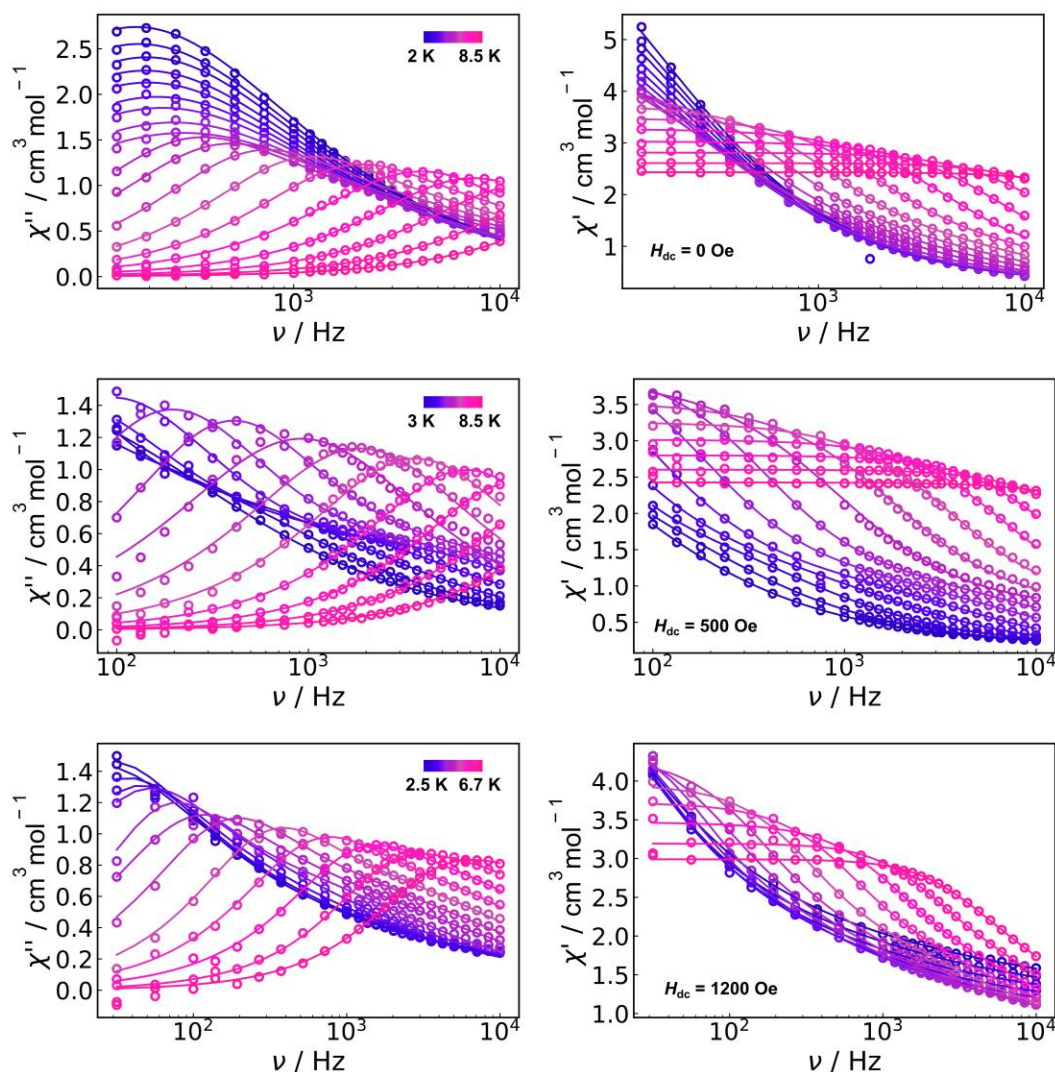 χ'' / cm³ mol⁻¹
2.5
2.0
1.5
1.0
0.5
0.0
2 K 8.5 K
10³ 10⁴
ν / Hz
χ' / cm³ mol⁻¹
5
4
3
2
1
H_dc = 0 Oe
10³ 10⁴
ν / Hz
χ'' / cm³ mol⁻¹
1.4
1.2
1.0
0.8
0.6
0.4
0.2
0.0
3 K 8.5 K
10² 10³ 10⁴
ν / Hz
χ' / cm³ mol⁻¹
3.5
3.0
2.5
2.0
1.5
1.0
0.5
H_dc = 500 Oe
10² 10³ 10⁴
ν / Hz
χ'' / cm³ mol⁻¹
1.4
1.2
1.0
0.8
0.6
0.4
0.2
0.0
2.5 K 6.7 K
10² 10³ 10⁴
ν / Hz
χ' / cm³ mol⁻¹
4.0
3.5
3.0
2.5
2.0
1.5
1.0
H_dc = 1200 Oe
10² 10³ 10⁴
ν / Hz